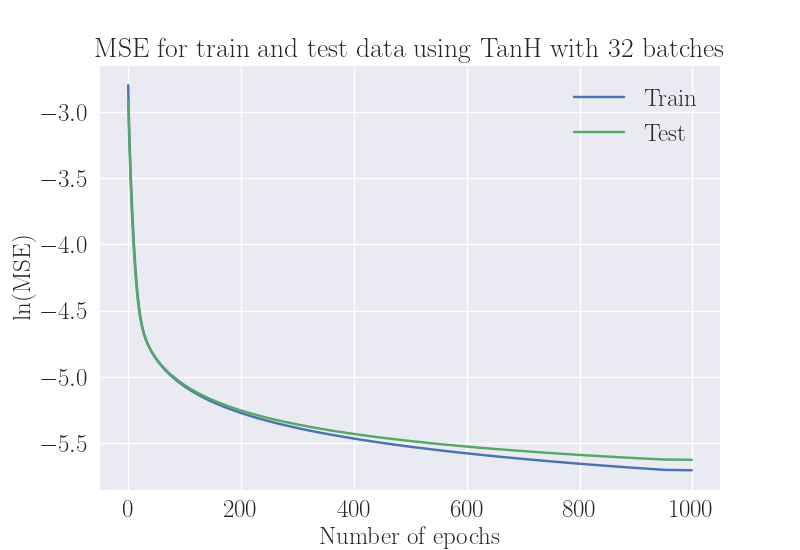 MSE for train and test data using TanH with 32 batches
Train
Test
−3.0
−3.5
−4.0
−4.5
−5.0
−5.5
ln(MSE)
0 200 400 600 800 1000
Number of epochs